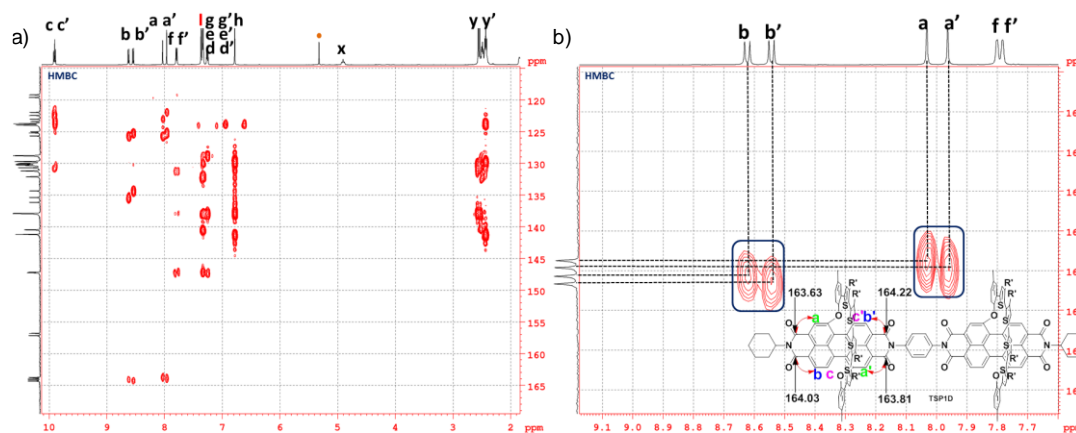 a)
c c' b b' a a' f f' l g g' h e e' d d' x y y'
HMBC
ppm
120
125
130
135
140
145
150
155
160
165
10 9 8 7 6 5 4 3 2 ppm
b)
b b' a a' f f'
HMBC
163.63 164.22
R'
R'
O
S
a c' b'
O O O O
N N N N
O O O O
b c a'
S
O
R'
R'
164.03 163.81 TSP1D
9.1 9.0 8.9 8.8 8.7 8.6 8.5 8.4 8.3 8.2 8.1 8.0 7.9 7.8 7.7 ppm